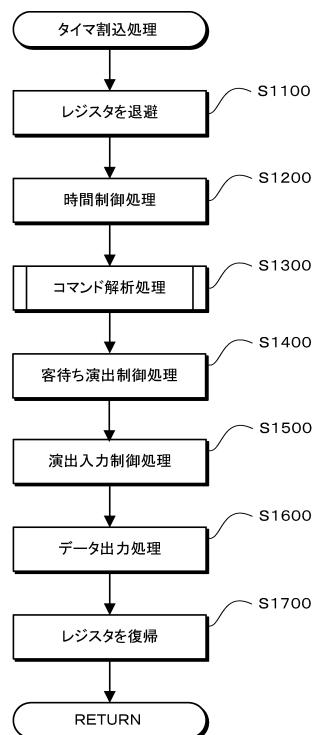 タイマ割込処理
レジスタを退避
S1100
時間制御処理
S1200
コマンド解析処理
S1300
客待ち演出制御処理
S1400
演出入力制御処理
S1500
データ出力処理
S1600
レジスタを復帰
S1700
RETURN